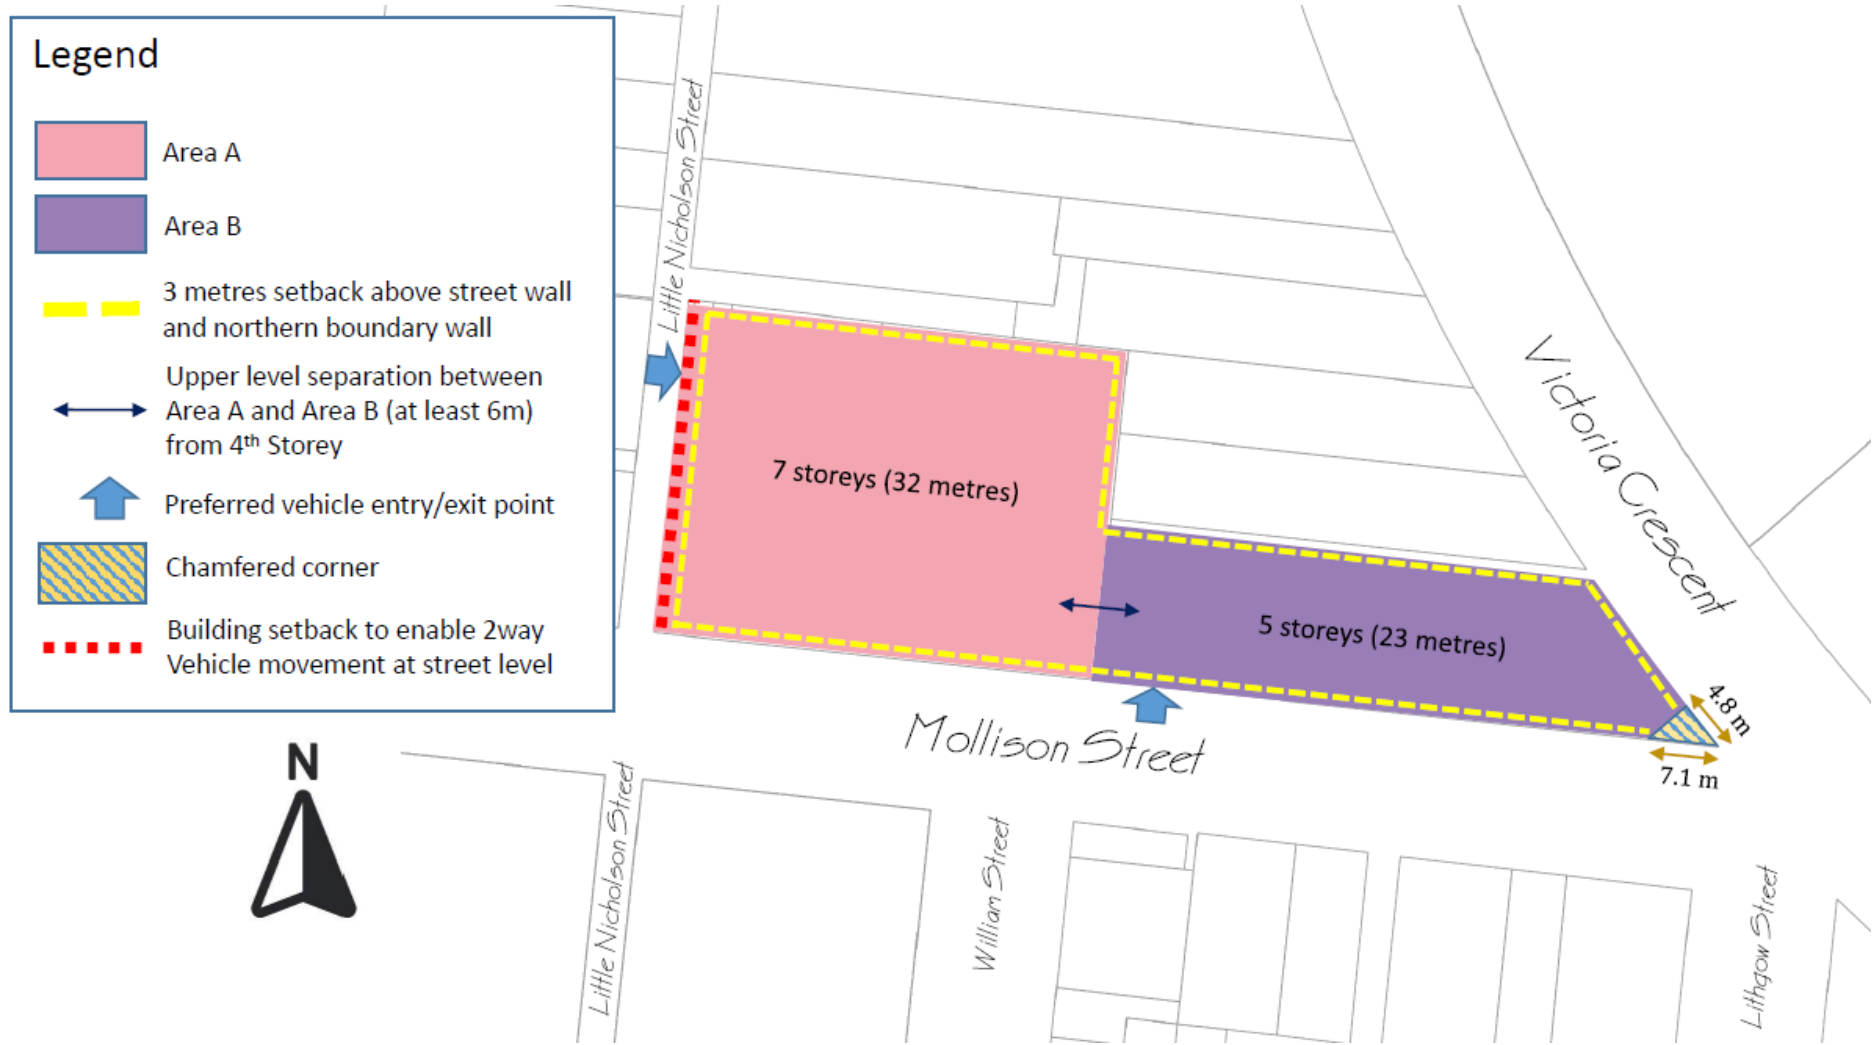 Legend
Area A
Area B
3 metres setback above street wall
and northern boundary wall
Upper level separation between
Area A and Area B (at least 6m)
from 4th Storey
Preferred vehicle entry/exit point
Chamfered corner
Building setback to enable 2way
Vehicle movement at street level
Little Nicholson Street
Victoria Crescent
7 storeys (32 metres)
5 storeys (23 metres)
4.8 m
7.1 m
Mollison Street
N
Little Nicholson Street
William Street
Lithgow Street